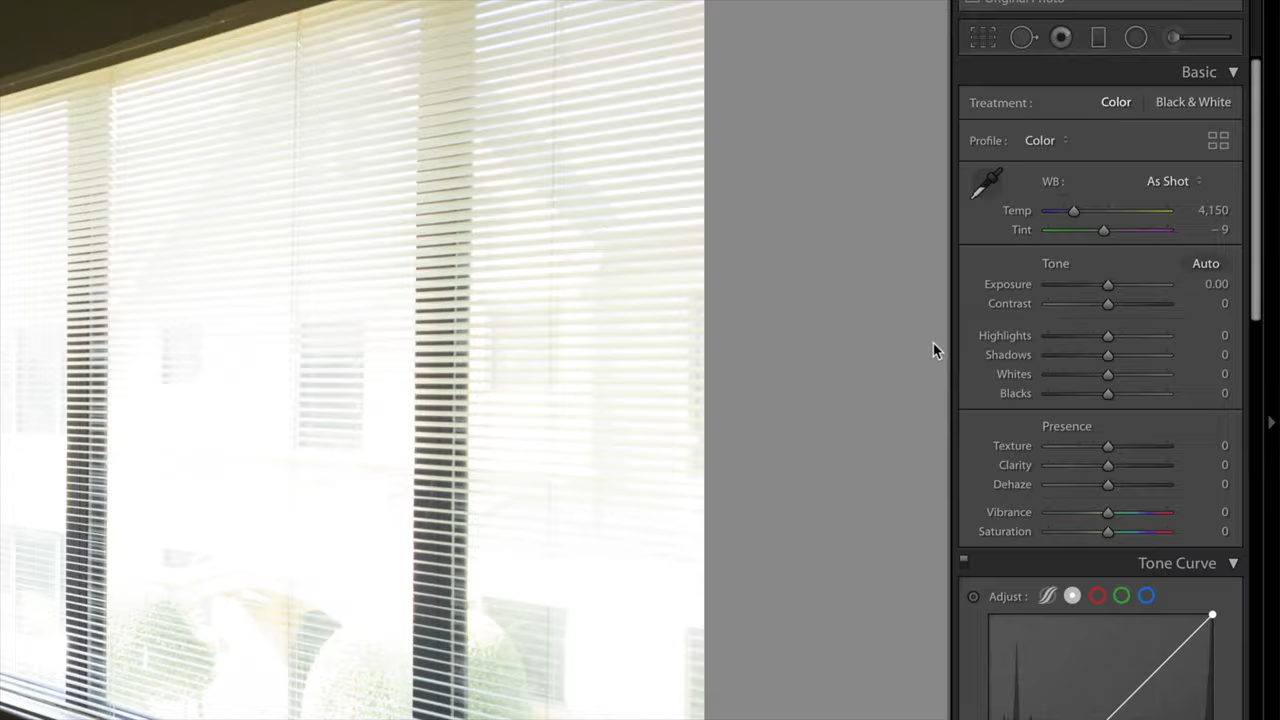 Original Photo
Basic
Treatment : Color Black & White
Profile : Color
WB : As Shot
Temp 4,150
Tint – 9
Tone Auto
Exposure 0.00
Contrast 0
Highlights 0
Shadows 0
Whites 0
Blacks 0
Presence
Texture 0
Clarity 0
Dehaze 0
Vibrance 0
Saturation 0
Tone Curve
Adjust :